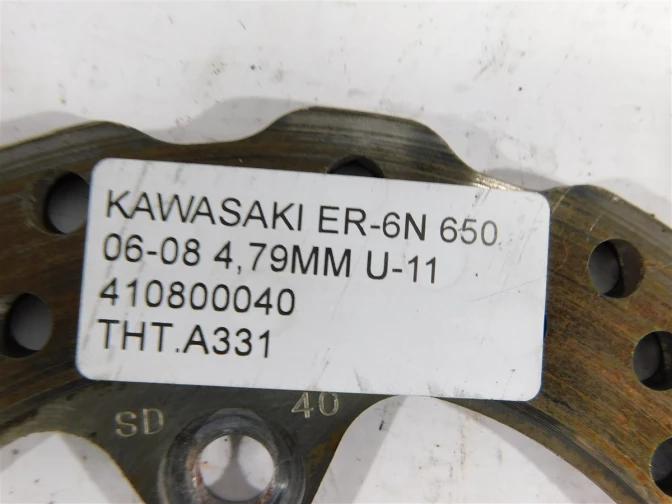 KAWASAKI ER-6N 650
06-08 4,79MM U-11
410800040
THT.A331
SD 40